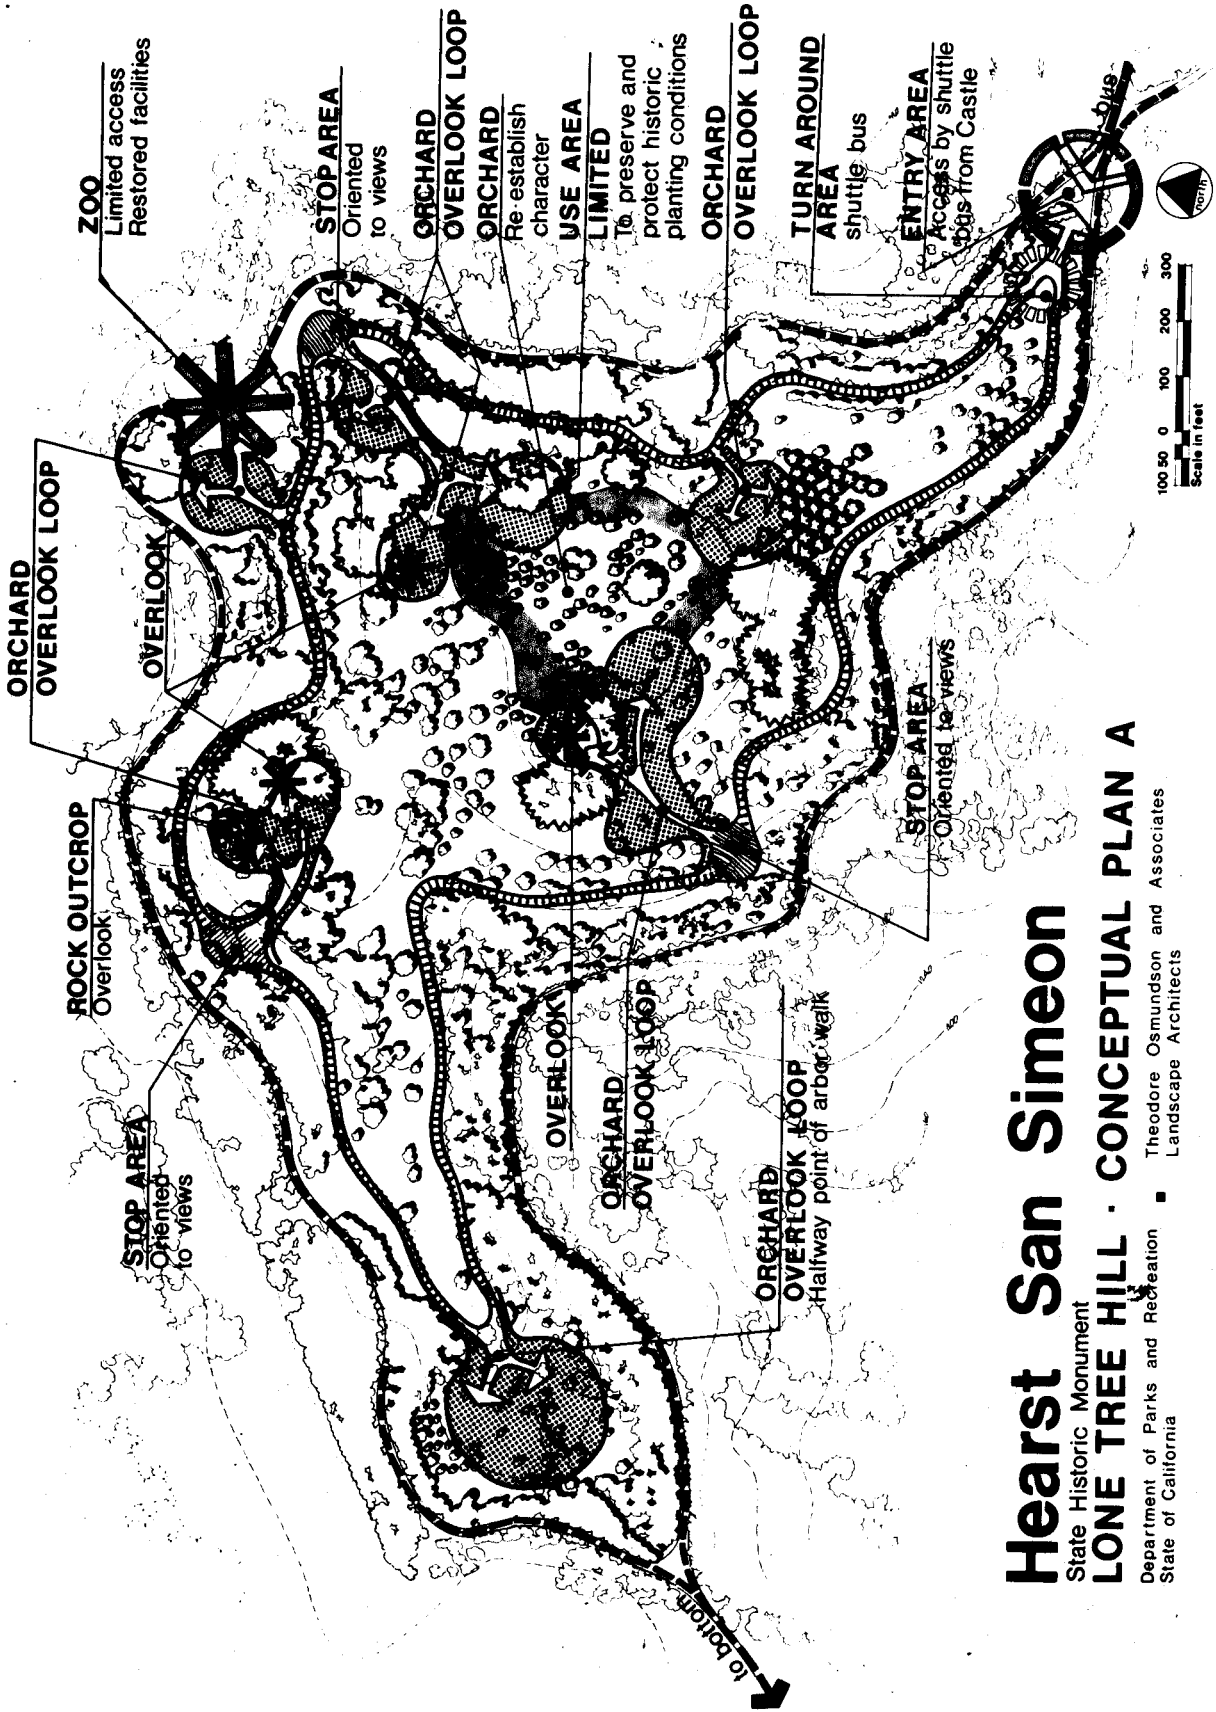 ORCHARD
OVERLOOK LOOP
ZOO
Limited access
Restored facilities
OVERLOOK
ROCK OUTCROP
Overlook
STOP AREA
Oriented
to views
STOP AREA
Oriented
to views
ORCHARD
OVERLOOK LOOP
ORCHARD
Re-establish
character
USE AREA
LIMITED
To preserve and
protect historic
planting conditions
ORCHARD
OVERLOOK LOOP
TURN AROUND
AREA
shuttle bus
ENTRY AREA
Access by shuttle
bus from Castle
bus
OVERLOOK
ORCHARD
OVERLOOK LOOP
ORCHARD
OVERLOOK LOOP
Halfway point of arbor walk
STOP AREA
Oriented to views
to bottom
Hearst San Simeon
State Historic Monument
LONE TREE HILL · CONCEPTUAL PLAN A
Department of Parks and Recreation ■ Theodore Osmundson and Associates
State of California Landscape Architects
100 50 0 100 200 300
Scale in feet
north